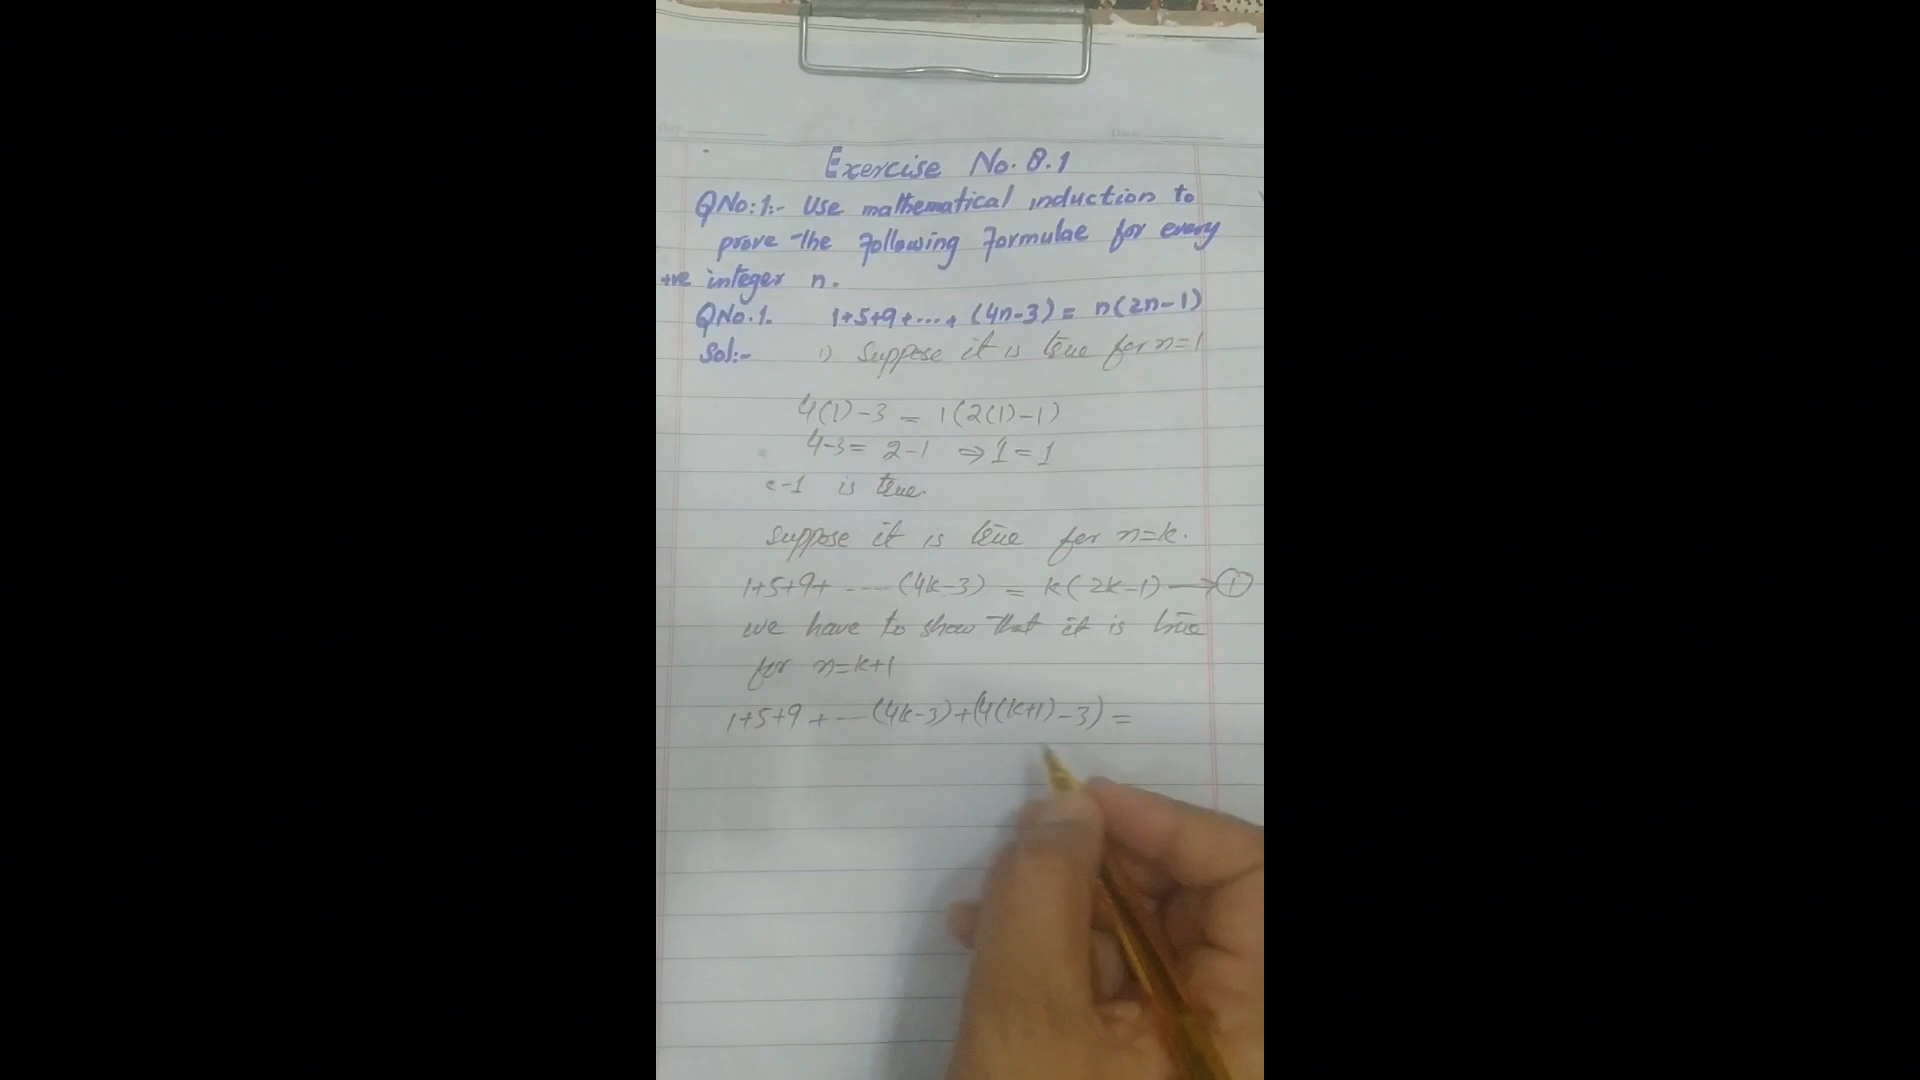 Exercise No. 8.1
QNo:1:- Use mathematical induction to
prove the following formulae for every
+ve integer n.
QNo.1. 1+5+9+...+ (4n-3) = n(2n-1)
Sol:- i) Suppose it is true for n=1
4(1)-3 = 1(2(1)-1)
4-3 = 2-1 ⇒ 1 = 1
c-1 is true.
Suppose it is true for n=k.
1+5+9+ ---- (4k-3) = k(2k-1) → ①
we have to show that it is true
for n=k+1
1+5+9 + --- (4k-3)+(4(k+1)-3) =